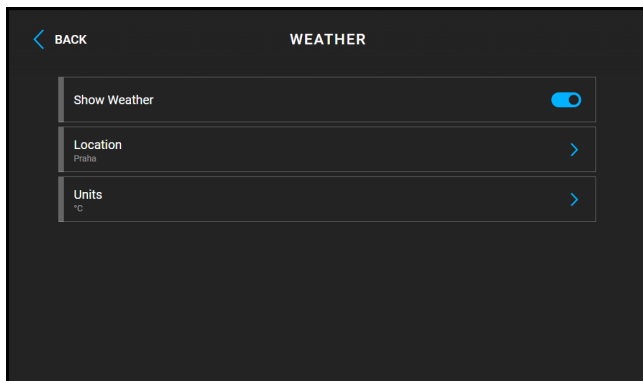 BACK
WEATHER
Show Weather
Location
Praha
Units
°C